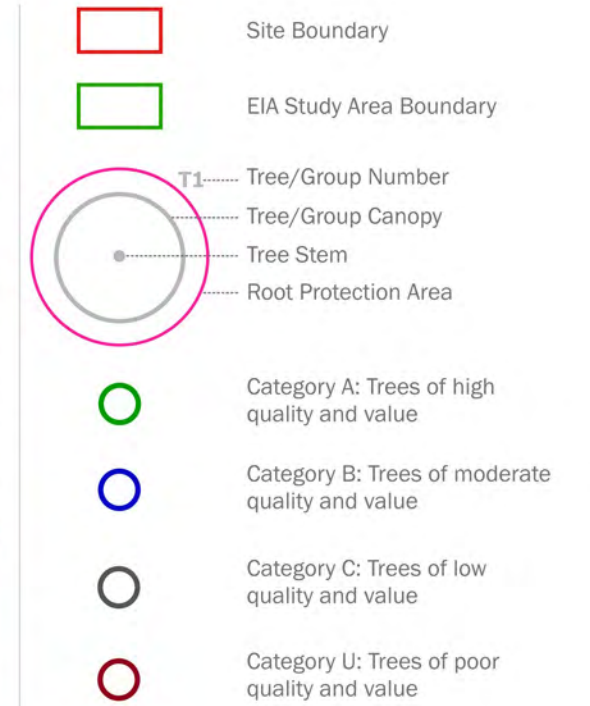 Site Boundary
EIA Study Area Boundary
T1
Tree/Group Number
Tree/Group Canopy
Tree Stem
Root Protection Area
Category A: Trees of high
quality and value
Category B: Trees of moderate
quality and value
Category C: Trees of low
quality and value
Category U: Trees of poor
quality and value